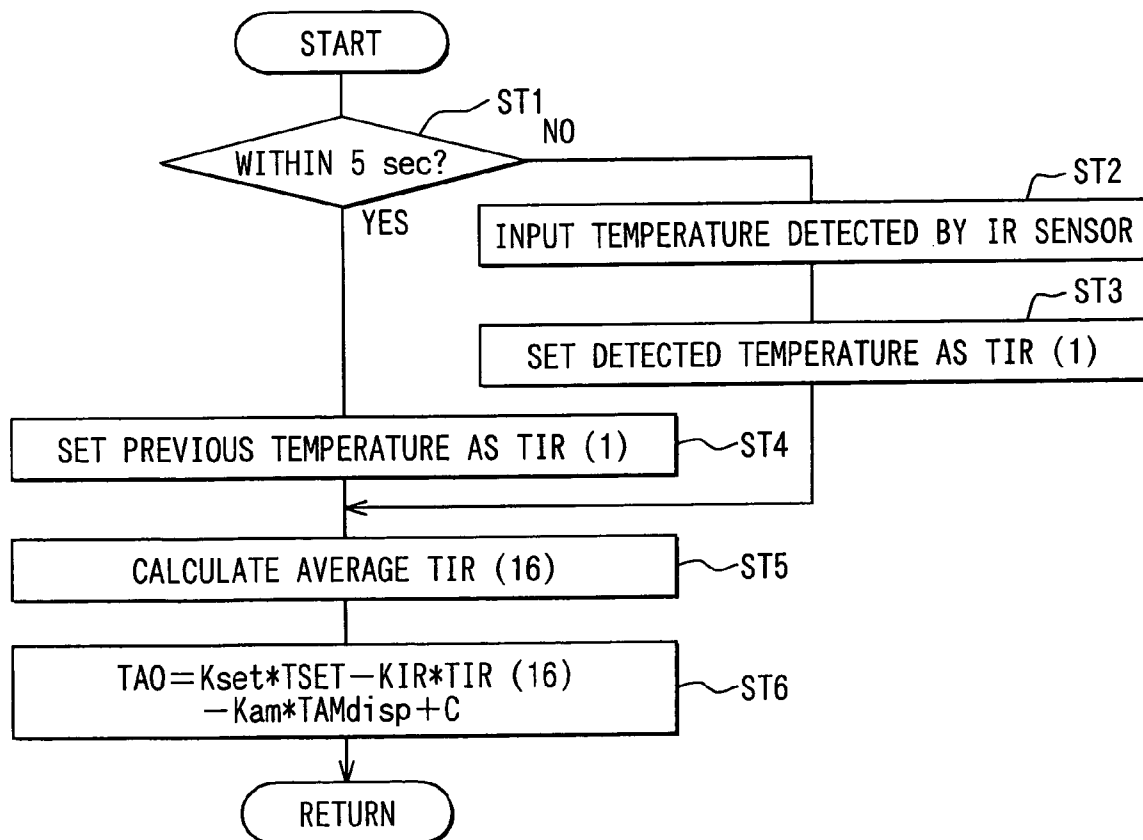 START
ST1
NO
WITHIN 5 sec?
YES
ST2
INPUT TEMPERATURE DETECTED BY IR SENSOR
ST3
SET DETECTED TEMPERATURE AS TIR (1)
SET PREVIOUS TEMPERATURE AS TIR (1)
ST4
CALCULATE AVERAGE TIR (16)
ST5
TAO=Kset*TSET−KIR*TIR (16)
−Kam*TAMdisp+C
ST6
RETURN